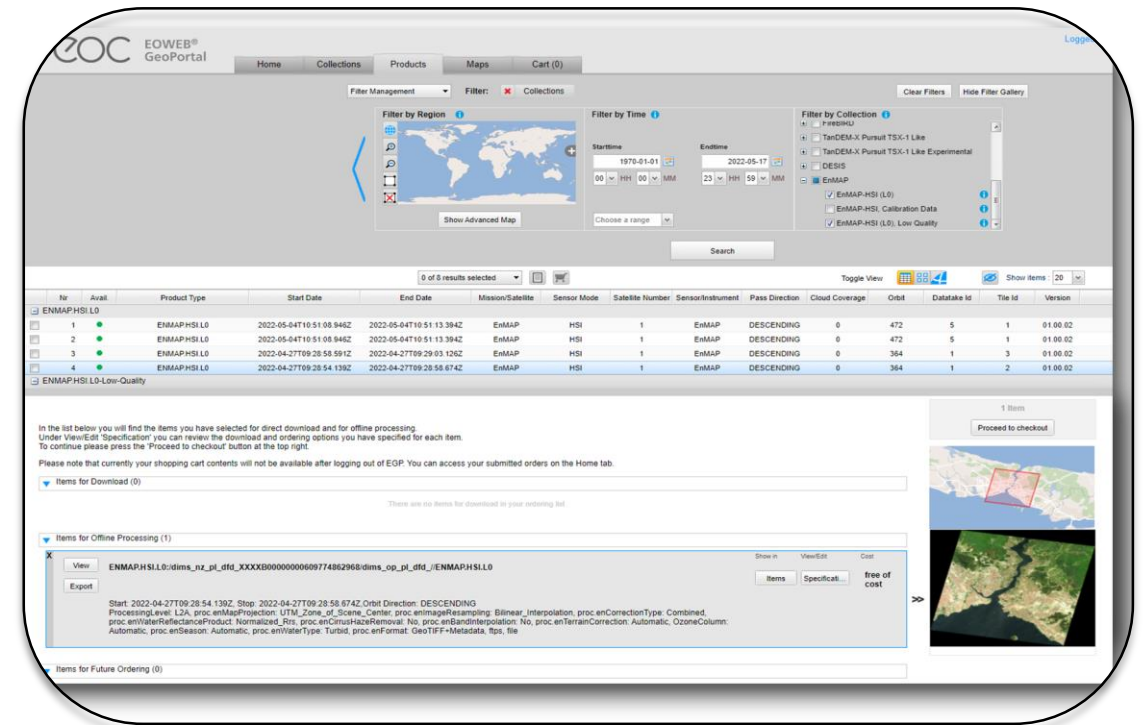 EOC EOWEB® GeoPortal
Home Collections Products Maps Cart (0)
Filter Management Filter: Collections
Clear Filters Hide Filter Gallery
Filter by Region
Show Advanced Map
Filter by Time
Starttime Endtime
1970-01-01 2022-05-17
00 HH 00 MM 23 HH 59 MM
Choose a range
Filter by Collection
FireBIRD
TanDEM-X Pursuit TSX-1 Like
TanDEM-X Pursuit TSX-1 Like Experimental
DESIS
EnMAP
EnMAP-HSI (L0)
EnMAP-HSI, Calibration Data
EnMAP-HSI (L0), Low Quality
Search
0 of 8 results selected Toggle View Show items : 20
Nr Avail. Product Type Start Date End Date Mission/Satellite Sensor Mode Satellite Number Sensor/Instrument Pass Direction Cloud Coverage Orbit Datatake Id Tile Id Version
ENMAP.HSI.L0
1 ENMAP.HSI.L0 2022-05-04T10:51:08.946Z 2022-05-04T10:51:13.394Z EnMAP HSI 1 EnMAP DESCENDING 0 472 5 1 01.00.02
2 ENMAP.HSI.L0 2022-05-04T10:51:08.946Z 2022-05-04T10:51:13.394Z EnMAP HSI 1 EnMAP DESCENDING 0 472 5 1 01.00.02
3 ENMAP.HSI.L0 2022-04-27T09:28:58.591Z 2022-04-27T09:29:03.126Z EnMAP HSI 1 EnMAP DESCENDING 0 364 1 3 01.00.02
4 ENMAP.HSI.L0 2022-04-27T09:28:54.139Z 2022-04-27T09:28:58.674Z EnMAP HSI 1 EnMAP DESCENDING 0 364 1 2 01.00.02
ENMAP.HSI.L0-Low-Quality
1 Item
Proceed to checkout
In the list below you will find the items you have selected for direct download and for offline processing.
Under View/Edit 'Specification' you can review the download and ordering options you have specified for each item.
To continue please press the 'Proceed to checkout' button at the top right.
Please note that currently your shopping cart contents will not be available after logging out of EGP. You can access your submitted orders on the Home tab.
Items for Download (0)
There are no items for download in your ordering list
Items for Offline Processing (1)
X View Export
ENMAP.HSI.L0:/dims_nz_pl_dfd_XXXXB00000000609774862968/dims_op_pl_dfd_//ENMAP.HSI.L0
Show in View/Edit Cost
Items Specificati... free of cost
Start: 2022-04-27T09:28:54.139Z, Stop: 2022-04-27T09:28:58.674Z,Orbit Direction: DESCENDING
ProcessingLevel: L2A, proc.enMapProjection: UTM_Zone_of_Scene_Center, proc.enImageResampling: Bilinear_Interpolation, proc.enCorrectionType: Combined,
proc.enWaterReflectanceProduct: Normalized_Rrs, proc.enCirrusHazeRemoval: No, proc.enBandInterpolation: No, proc.enTerrainCorrection: Automatic, OzoneColumn:
Automatic, proc.enSeason: Automatic, proc.enWaterType: Turbid, proc.enFormat: GeoTIFF+Metadata, ftps, file
>>
Items for Future Ordering (0)